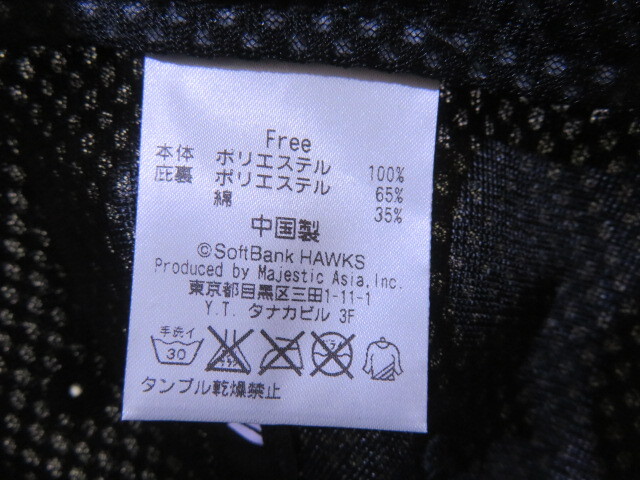 Free
本体 ポリエステル 100%
庇裏 ポリエステル 65%
綿 35%
中国製
©SoftBank HAWKS
Produced by Majestic Asia,Inc.
東京都目黒区三田1-11-1
Y.T. タナカビル 3F
手洗イ
30
タンブル乾燥禁止